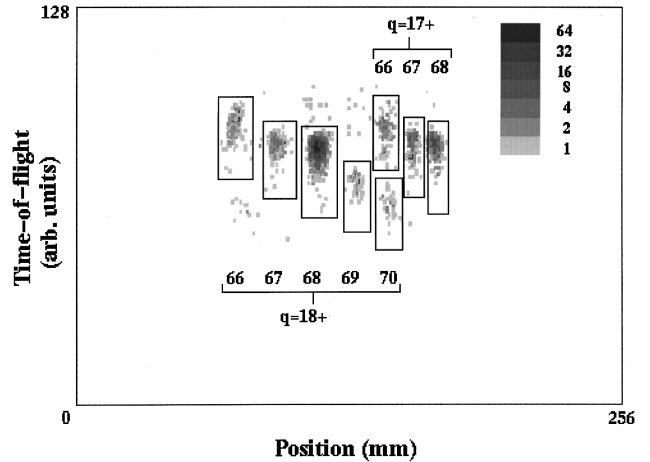 128
q=17+
66 67 68
64
32
16
8
4
2
1
Time-of-flight
(arb. units)
66 67 68 69 70
q=18+
0
256
Position (mm)